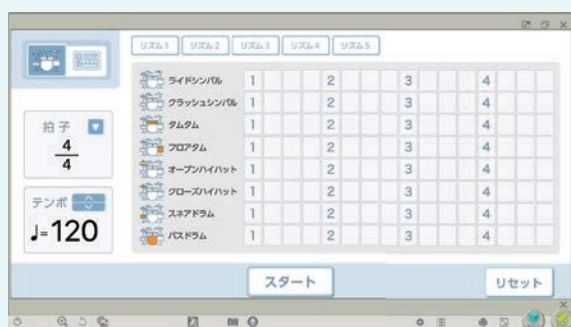 リズム1 リズム2 リズム3 リズム4 リズム5
拍子
4
4
テンポ
♩=120
ライドシンバル 1 2 3 4
クラッシュシンバル 1 2 3 4
タムタム 1 2 3 4
フロアタム 1 2 3 4
オープンハイハット 1 2 3 4
クローズハイハット 1 2 3 4
スネアドラム 1 2 3 4
バスドラム 1 2 3 4
スタート
リセット